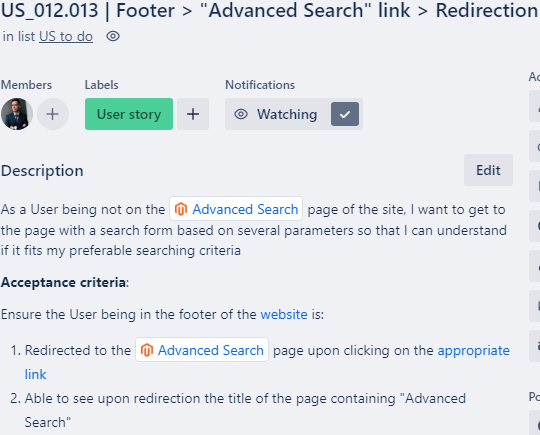 US_012.013 | Footer > "Advanced Search" link > Redirection
in list US to do
Members Labels Notifications
User story Watching
Description Edit
As a User being not on the Advanced Search page of the site, I want to get to
the page with a search form based on several parameters so that I can understand
if it fits my preferable searching criteria
Acceptance criteria:
Ensure the User being in the footer of the website is:
1. Redirected to the Advanced Search page upon clicking on the appropriate
link
2. Able to see upon redirection the title of the page containing "Advanced
Search"